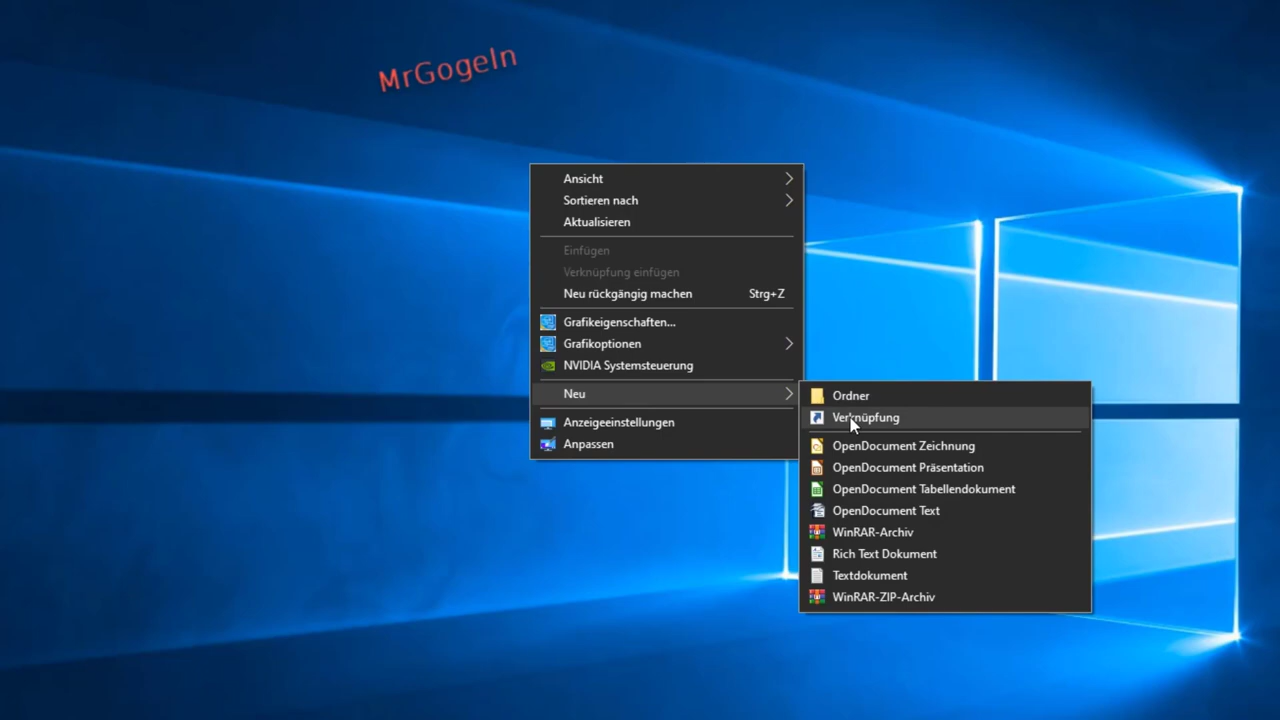 MrGogeln
Ansicht
Sortieren nach
Aktualisieren
Einfügen
Verknüpfung einfügen
Neu rückgängig machen Strg+Z
Grafikeigenschaften...
Grafikoptionen
NVIDIA Systemsteuerung
Neu
Anzeigeeinstellungen
Anpassen
Ordner
Verknüpfung
OpenDocument Zeichnung
OpenDocument Präsentation
OpenDocument Tabellendokument
OpenDocument Text
WinRAR-Archiv
Rich Text Dokument
Textdokument
WinRAR-ZIP-Archiv